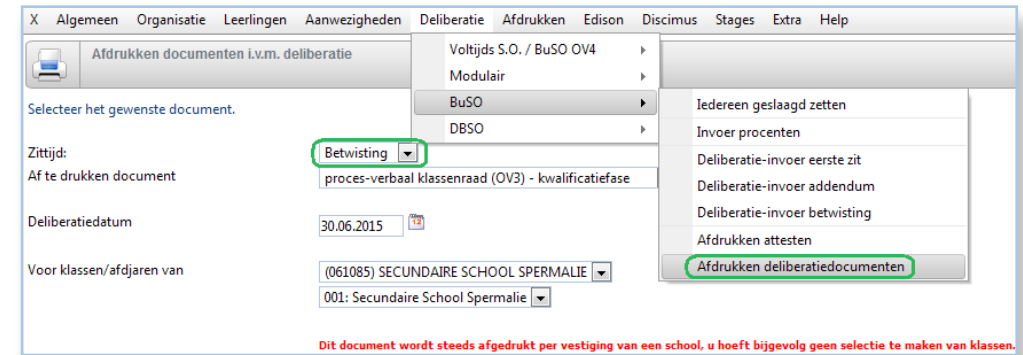 X Algemeen Organisatie Leerlingen Aanwezigheden Deliberatie Afdrukken Edison Discimus Stages Extra Help
Afdrukken documenten i.v.m. deliberatie
Voltijds S.O. / BuSO OV4
Modulair
BuSO
DBSO
Iedereen geslaagd zetten
Invoer procenten
Deliberatie-invoer eerste zit
Deliberatie-invoer addendum
Deliberatie-invoer betwisting
Afdrukken attesten
Afdrukken deliberatiedocumenten
Selecteer het gewenste document.
Zittijd: Betwisting
Af te drukken document proces-verbaal klassenraad (OV3) - kwalificatiefase
Deliberatiedatum 30.06.2015 12
Voor klassen/afdjaren van (061085) SECUNDAIRE SCHOOL SPERMALIE
001: Secundaire School Spermalie
Dit document wordt steeds afgedrukt per vestiging van een school, u hoeft bijgevolg geen selectie te maken van klassen.